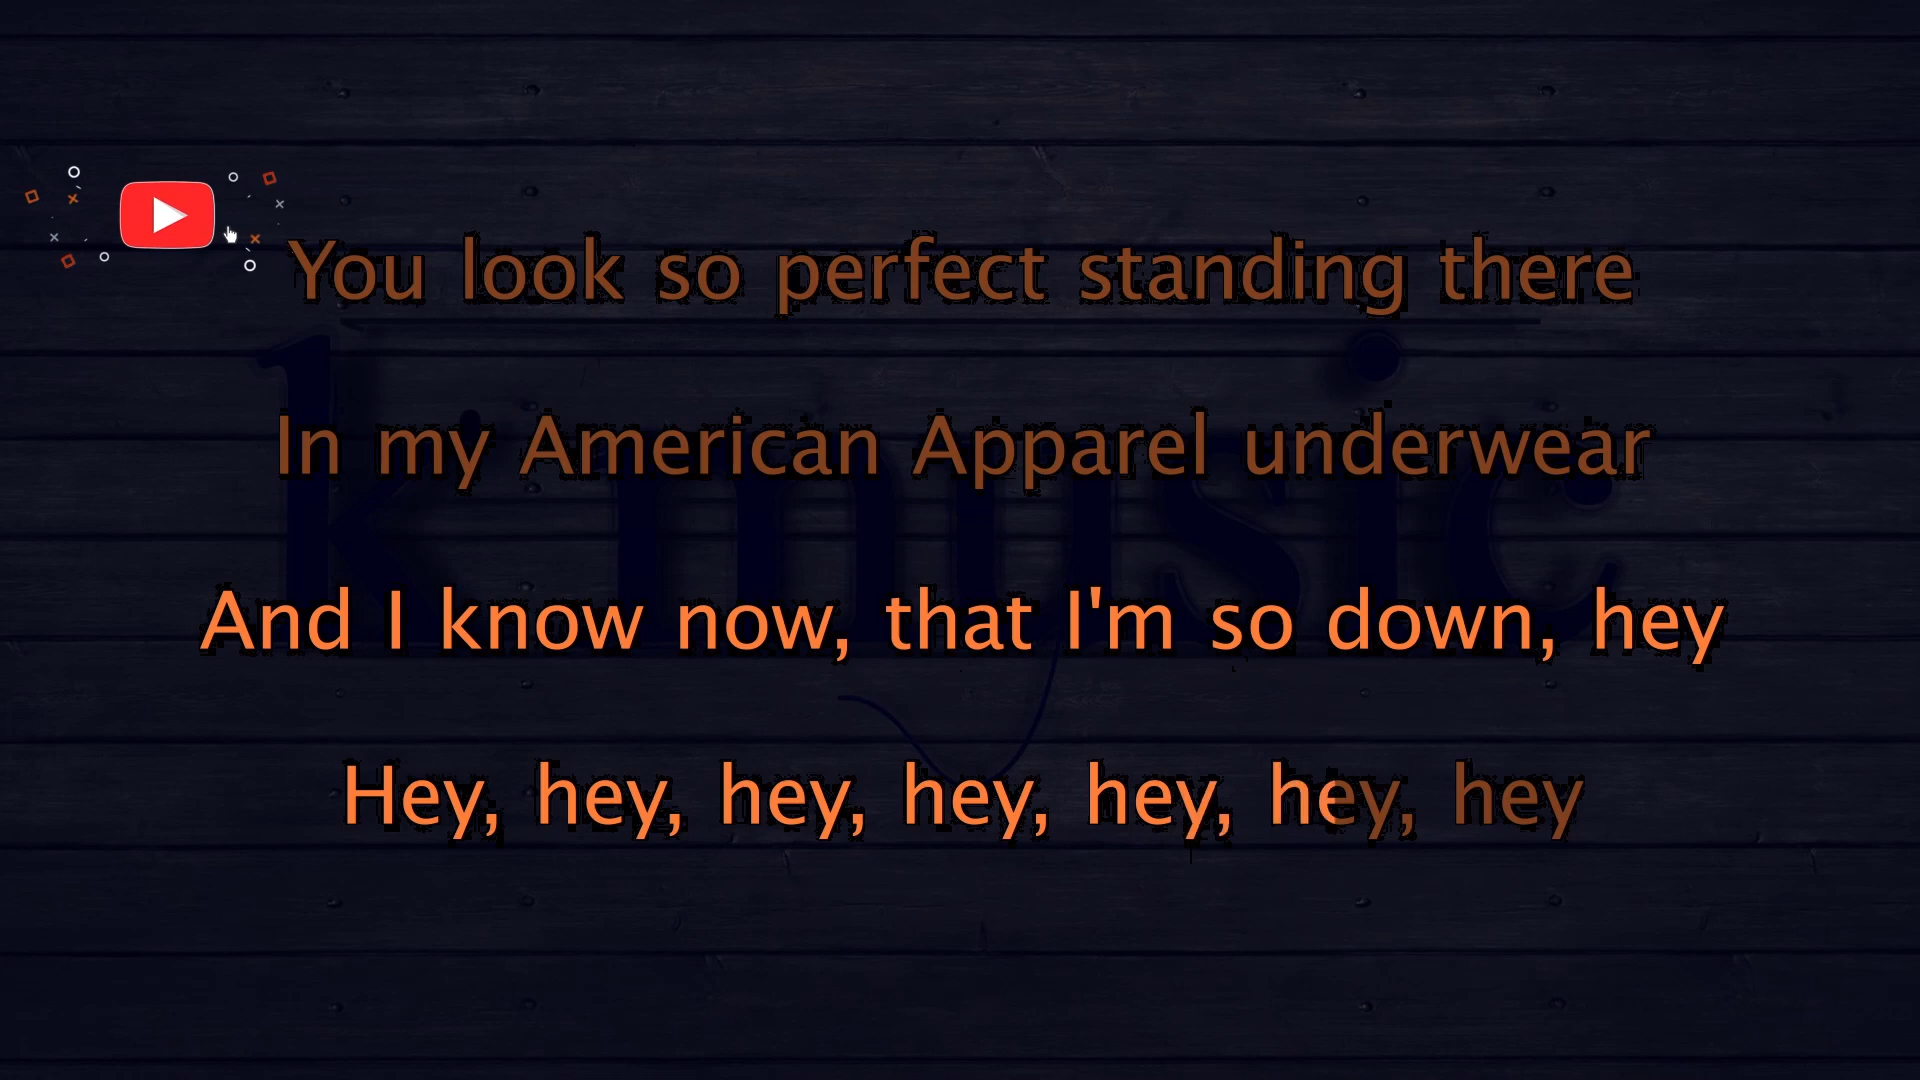 You look so perfect standing there
In my American Apparel underwear
k music
And I know now, that I'm so down, hey
Hey, hey, hey, hey, hey, hey, hey